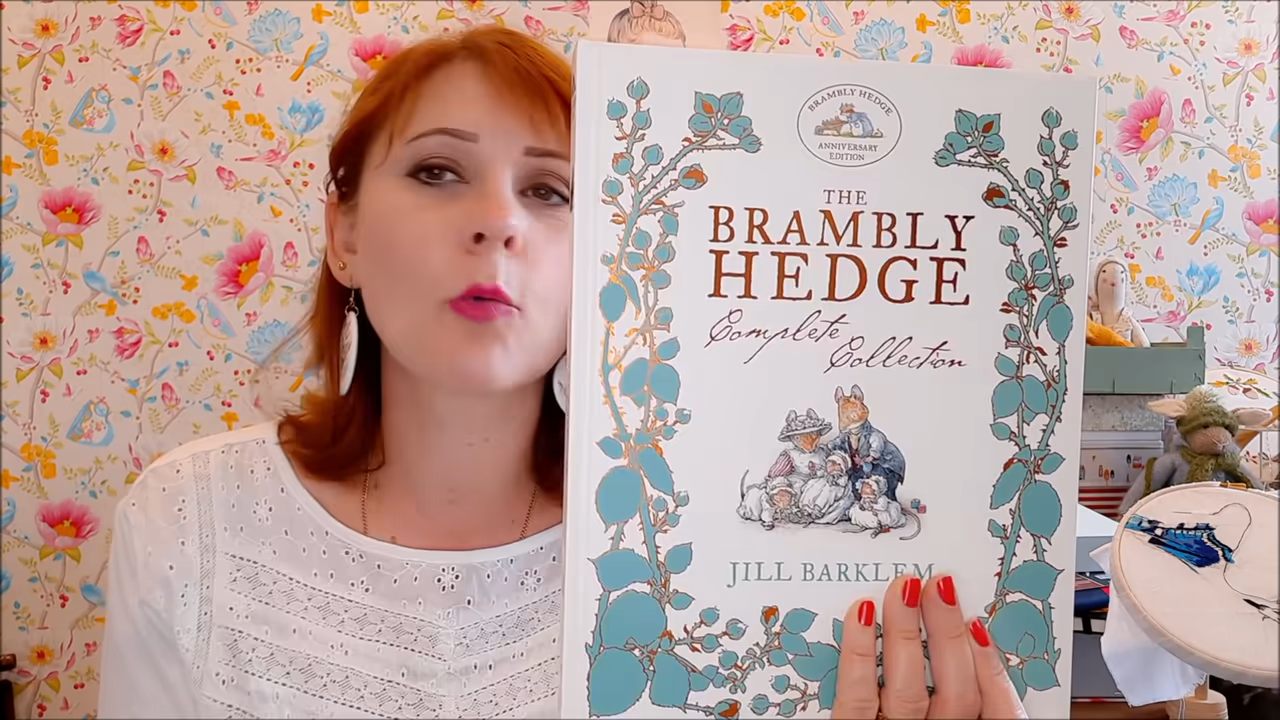 BRAMBLY HEDGE
ANNIVERSARY
EDITION
THE
BRAMBLY
HEDGE
Complete
Collection
JILL BARKLEM